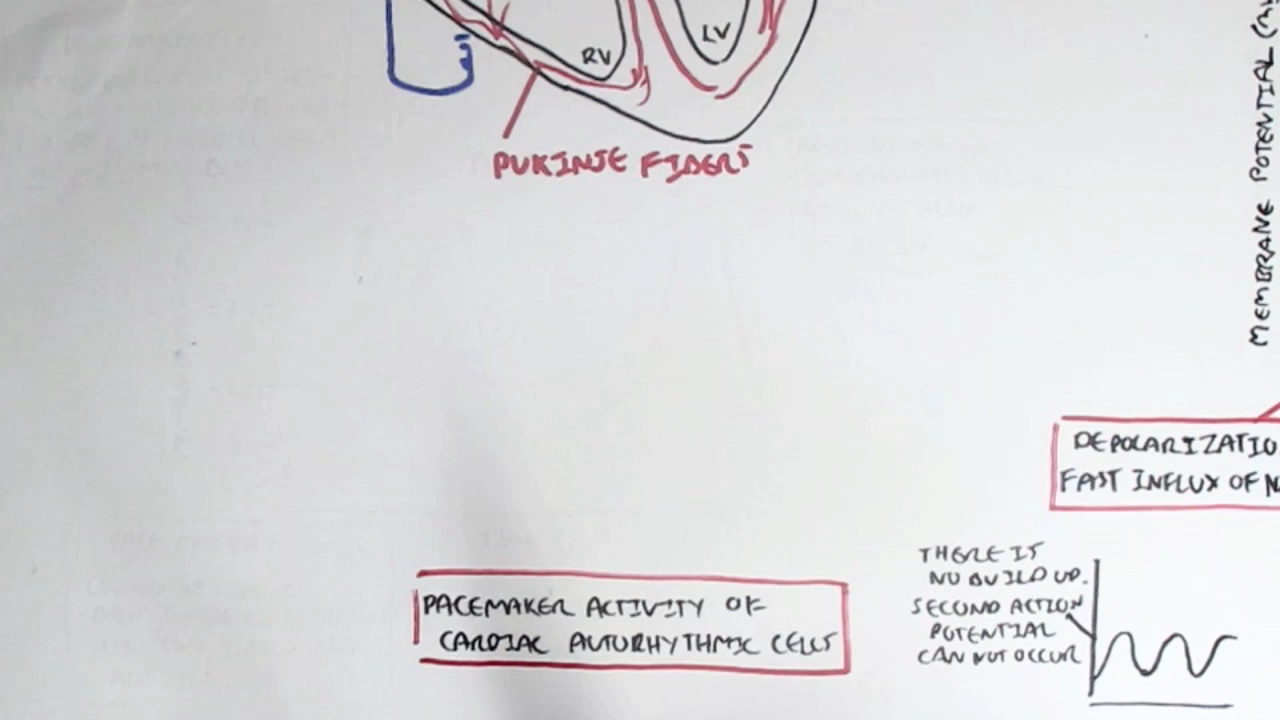 RV
LV
PUKINJE FIBERS
MEMBRANE POTENTIAL (m
DEPOLARIZATIO
FAST INFLUX OF N
THERE IS
NO BUILD UP.
SECOND ACTION
POTENTIAL
CAN NOT OCCUR
PACEMAKER ACTIVITY OF
CARDIAC AUTORHYTHMIC CELLS